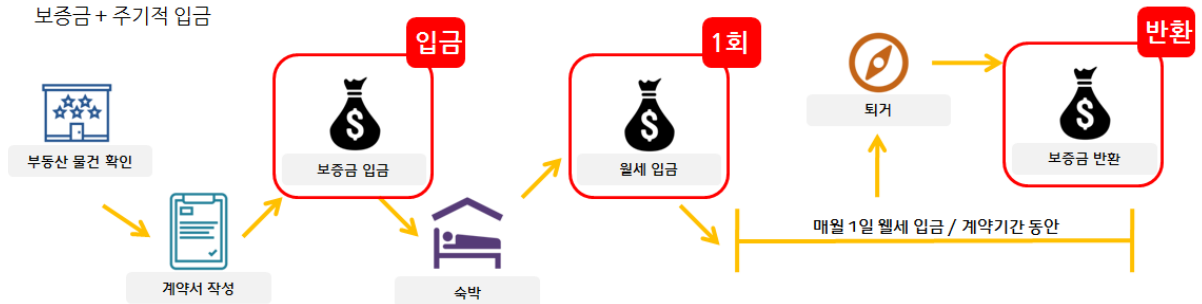 보증금 + 주기적 입금
부동산 물건 확인
계약서 작성
입금
$
보증금 입금
숙박
1회
$
월세 입금
매월 1일 웰세 입금 / 계약기간 동안
퇴거
반환
$
보증금 반환